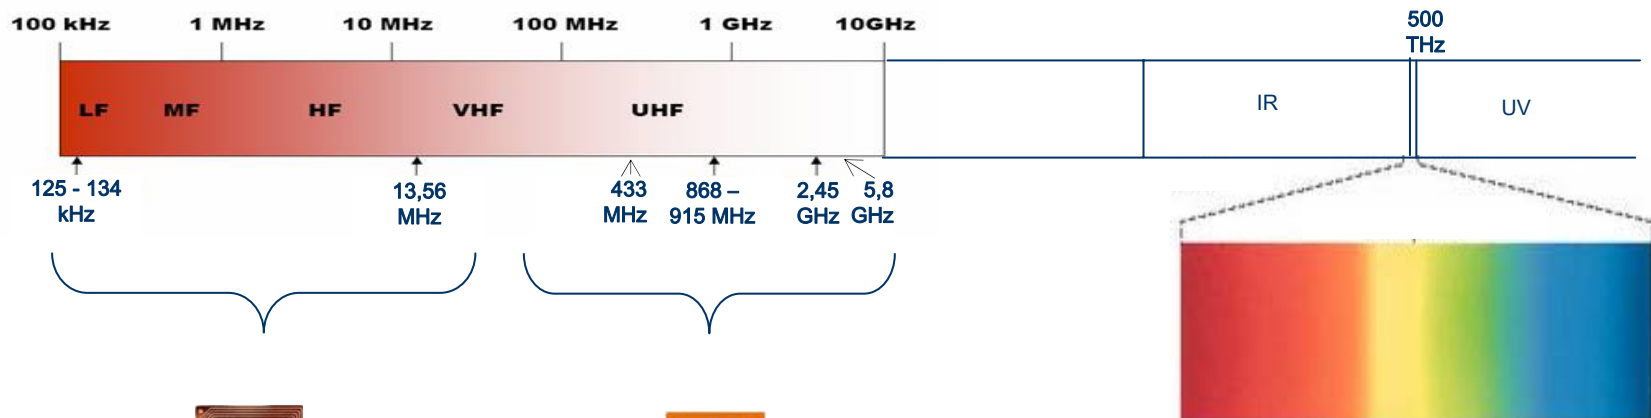 500
THz
100 kHz 1 MHz 10 MHz 100 MHz 1 GHz 10GHz
LF MF HF VHF UHF IR UV
125 - 134
kHz
13,56
MHz
433
MHz
868 –
915 MHz
2,45
GHz
5,8
GHz